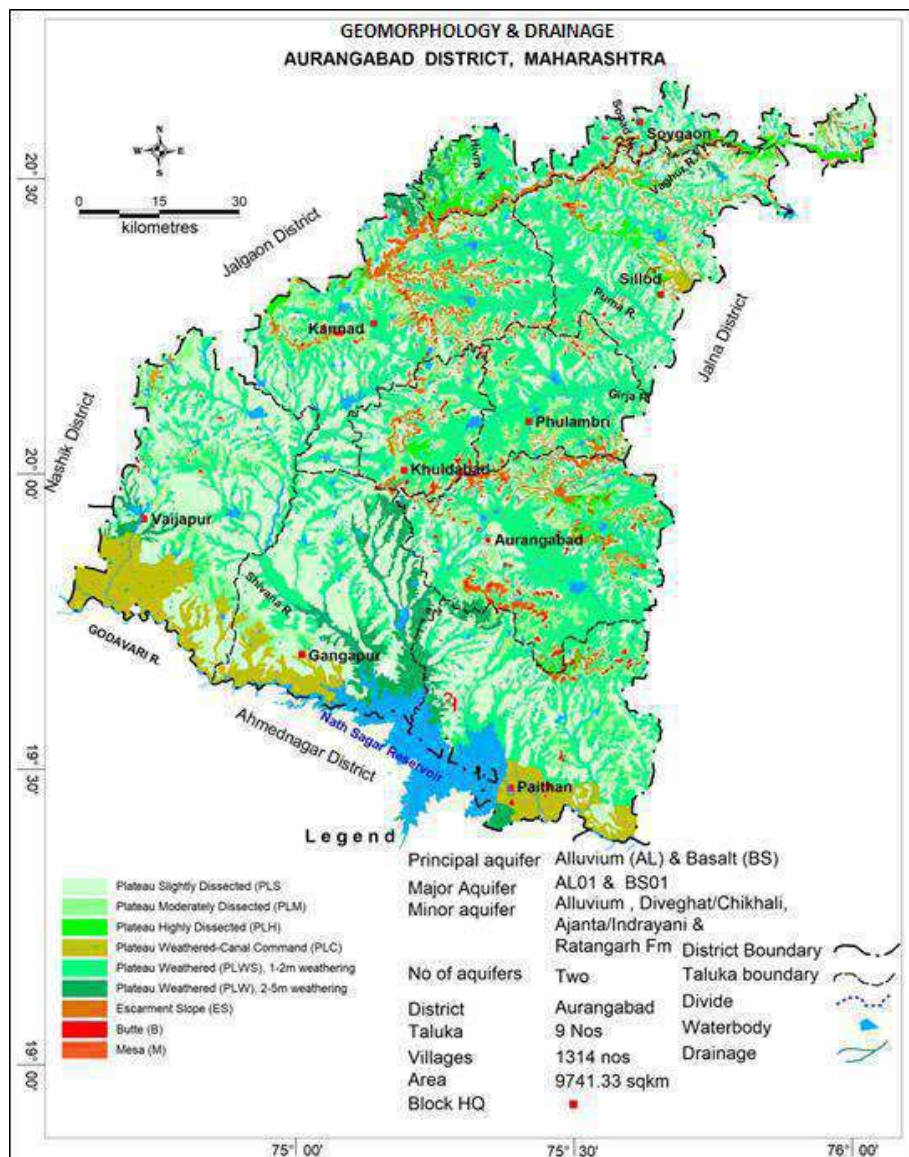 GEOMORPHOLOGY & DRAINAGE
AURANGABAD DISTRICT, MAHARASHTRA
N
W E
S
0 15 30
kilometres
20° 30'
20° 00'
19° 30'
19° 00'
Soygaon
Vaghur R.
Jalgaon District
Sillod
Purna R.
Kannad
Jalna District
Girja R.
Phulambri
Nashik District
Khuldabad
Vaijapur
Aurangabad
Shivana R.
GODAVARI R.
Gangapur
Nath Sagar Reservoir
Ahmednagar District
Paithan
Legend
Plateau Slightly Dissected (PLS
Plateau Moderately Dissected (PLM)
Plateau Highly Dissected (PLH)
Plateau Weathered-Canal Command (PLC)
Plateau Weathered (PLWS), 1-2m weathering
Plateau Weathered (PLW), 2-5m weathering
Escarment Slope (ES)
Butte (B)
Mesa (M)
Principal aquifer Alluvium (AL) & Basalt (BS)
Major Aquifer AL01 & BS01
Minor aquifer Alluvium , Diveghat/Chikhali,
Ajanta/Indrayani &
Ratangarh Fm
No of aquifers Two
District Aurangabad
Taluka 9 Nos
Villages 1314 nos
Area 9741.33 sqkm
Block HQ
District Boundary
Taluka boundary
Divide
Waterbody
Drainage
75° 00' 75° 30' 76° 00'